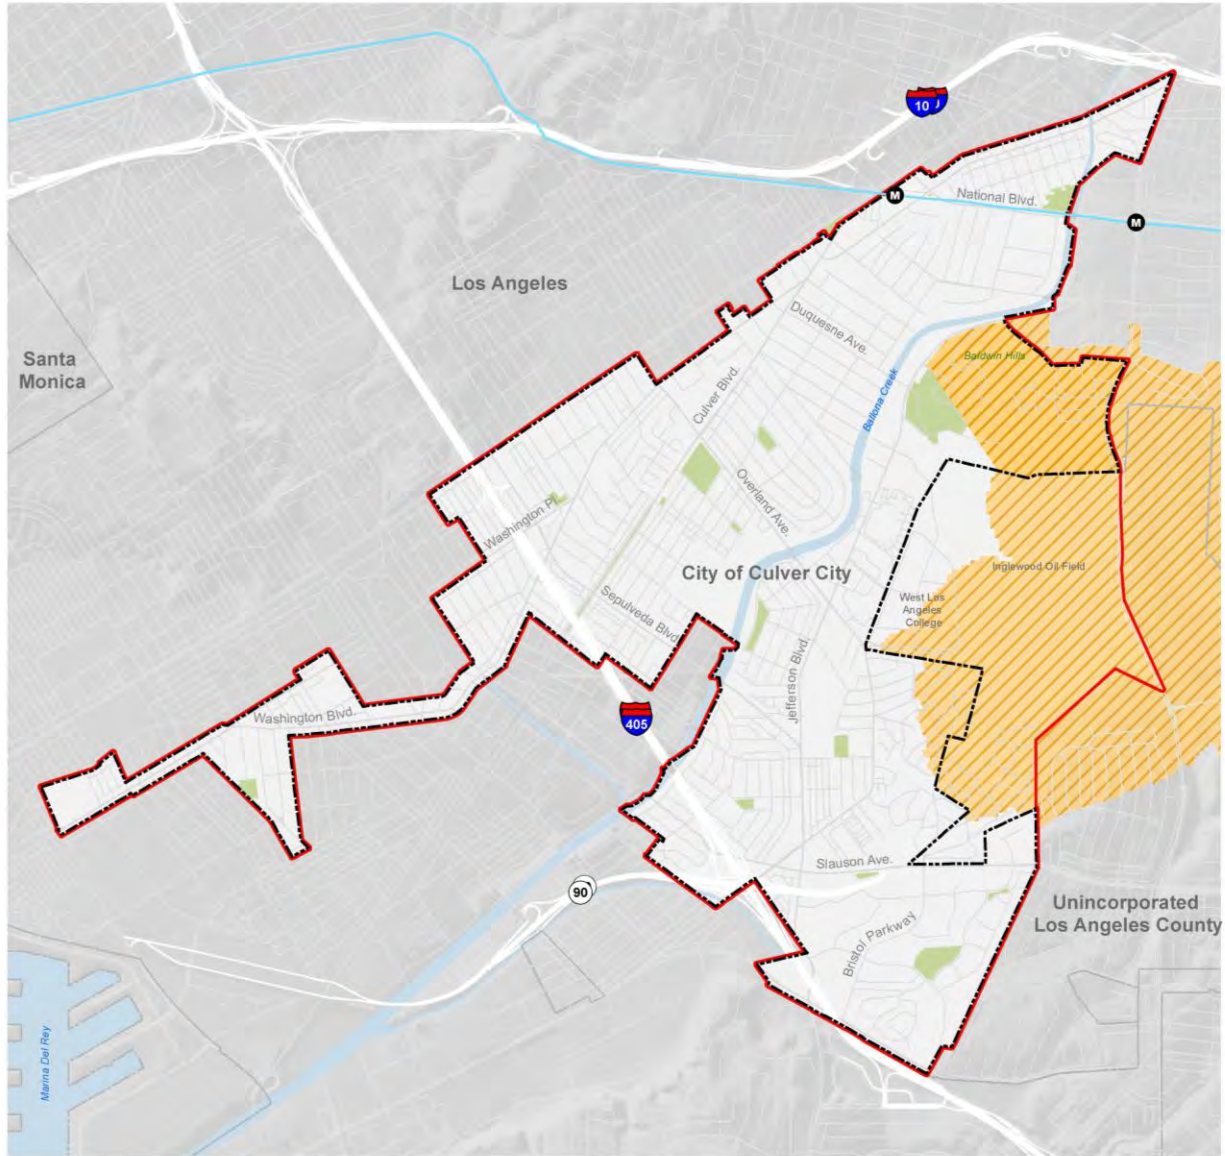 10
M
National Blvd.
M
Los Angeles
Duquesne Ave.
Santa
Monica
Baldwin Hills
Culver Blvd.
Ballona Creek
Overland Ave.
Washington Pl.
City of Culver City
Inglewood Oil Field
West Los
Angeles
College
Sepulveda Blvd.
Jefferson Blvd.
Washington Blvd.
405
Slauson Ave.
90
Unincorporated
Los Angeles County
Bristol Parkway
Marina Del Rey